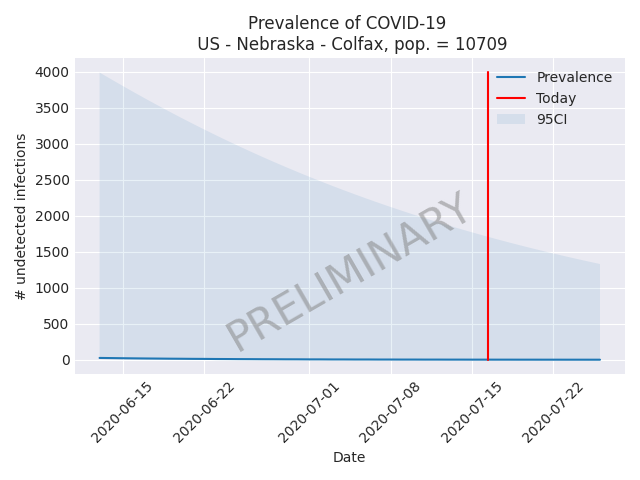 Prevalence of COVID-19
US - Nebraska - Colfax, pop. = 10709
4000
3500
3000
2500
2000
1500
1000
500
0
# undetected infections
Prevalence
Today
95CI
PRELIMINARY
2020-06-15
2020-06-22
2020-07-01
2020-07-08
2020-07-15
2020-07-22
Date